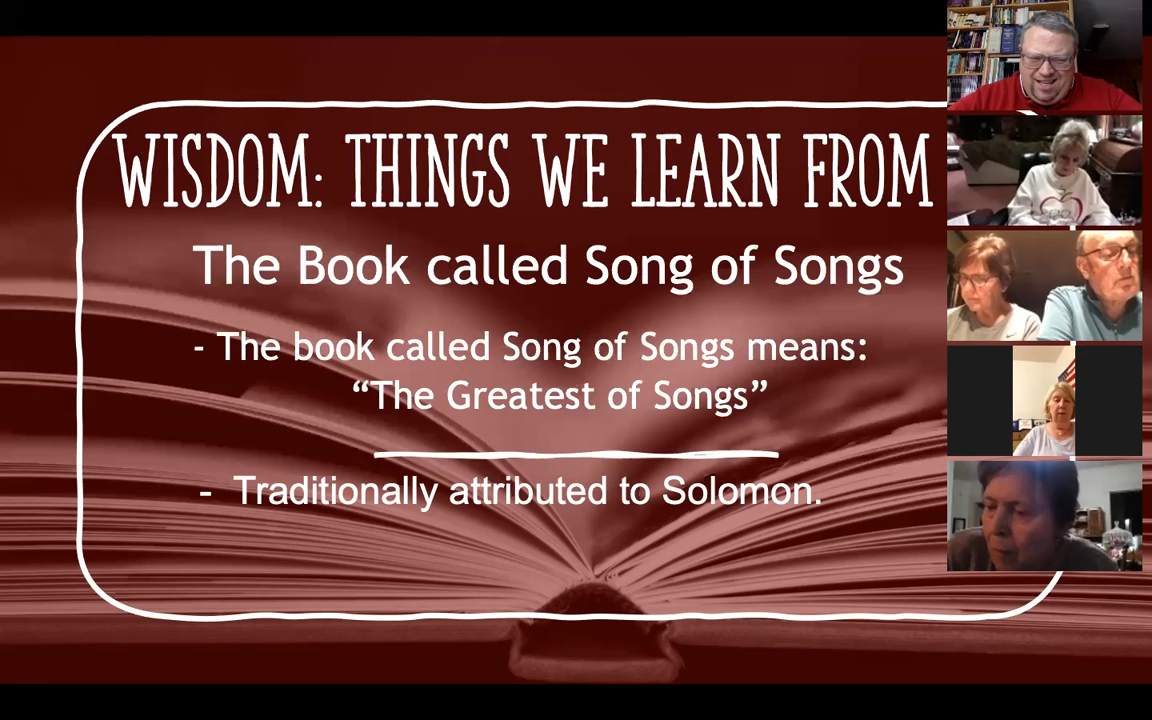 WISDOM: THINGS WE LEARN FROM
The Book called Song of Songs
- The book called Song of Songs means:
“The Greatest of Songs”
- Traditionally attributed to Solomon.